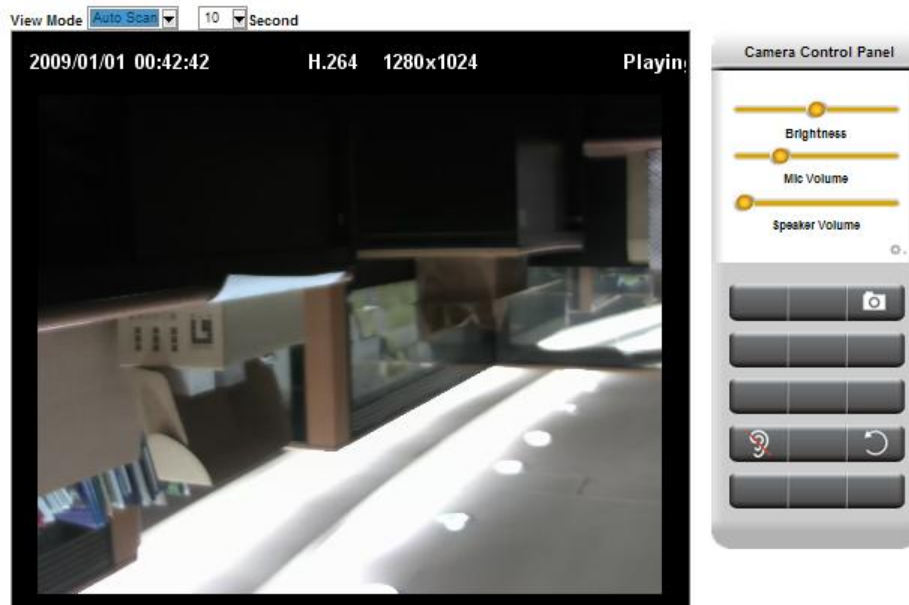 View Mode Auto Scan 10 Second
2009/01/01 00:42:42 H.264 1280x1024 Playing
Camera Control Panel
Brightness
Mic Volume
Speaker Volume